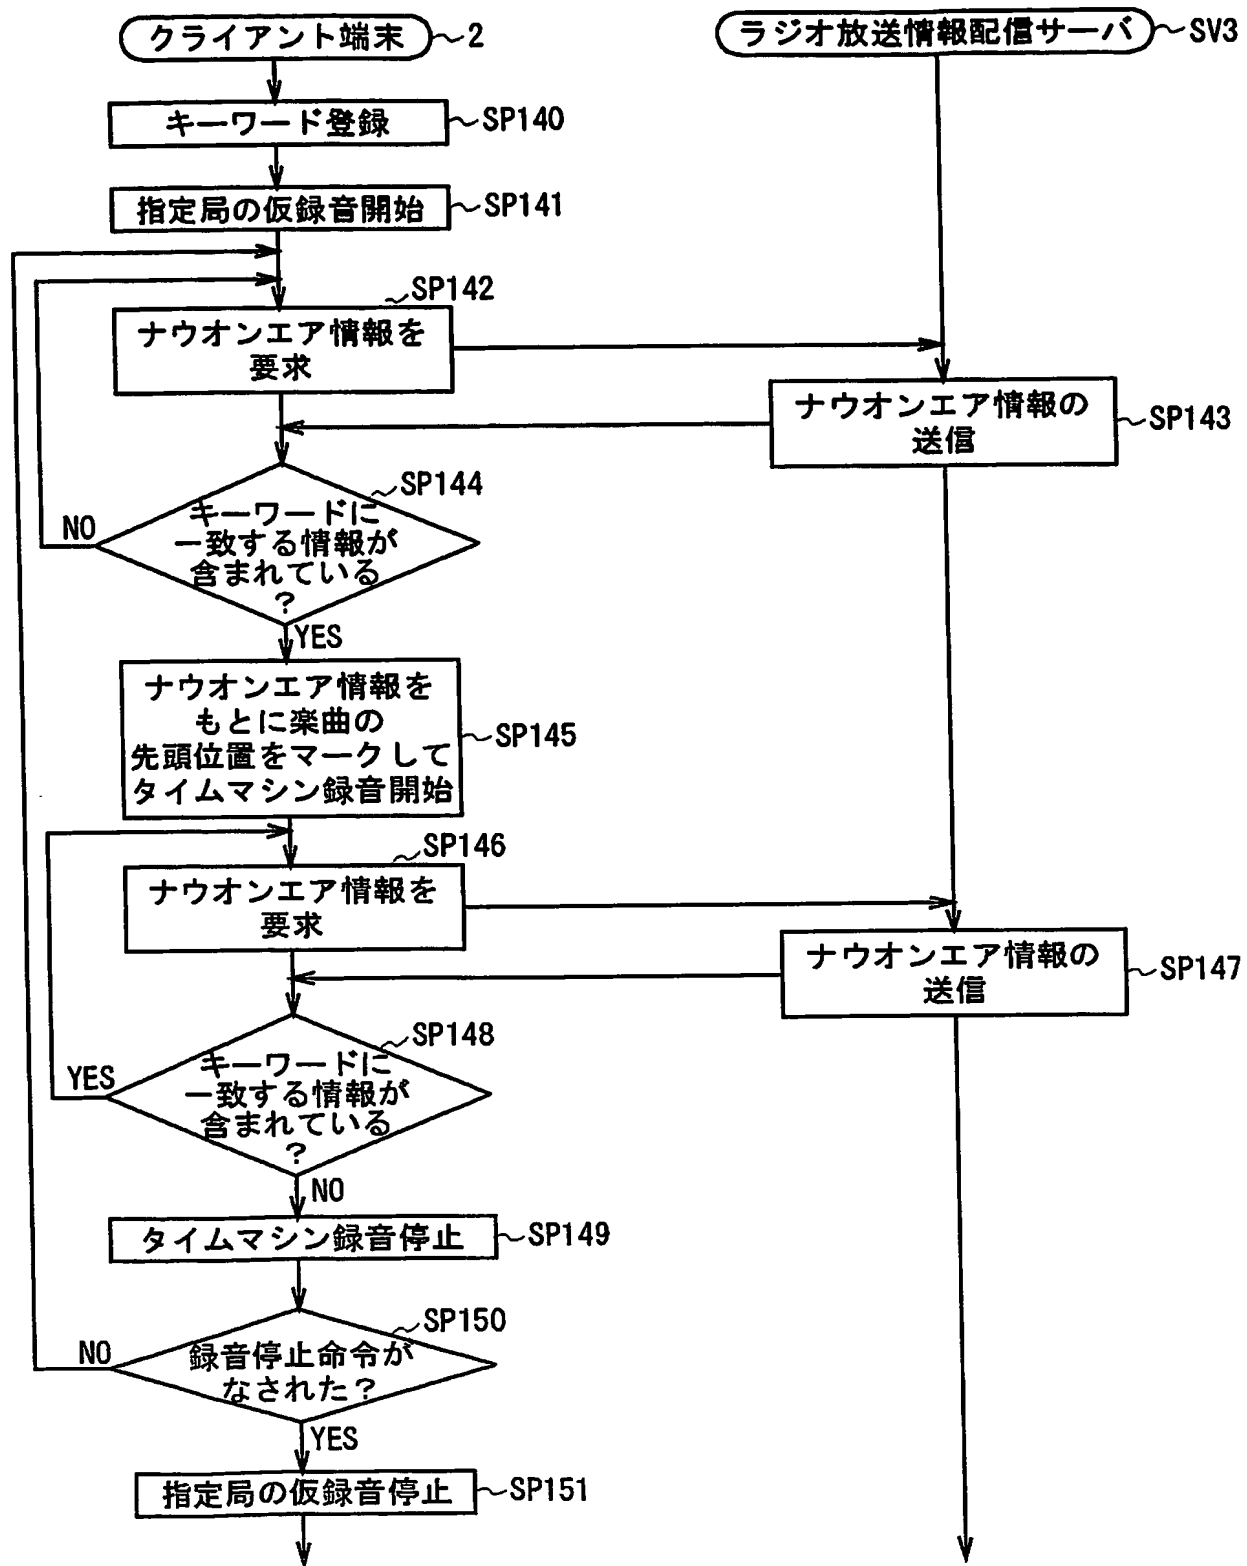 クライアント端末
2
ラジオ放送情報配信サーバ
SV3
キーワード登録
SP140
指定局の仮録音開始
SP141
SP142
ナウオンエア情報を
要求
ナウオンエア情報の
送信
SP143
SP144
キーワードに
一致する情報が
含まれている
?
NO
YES
ナウオンエア情報を
もとに楽曲の
先頭位置をマークして
タイムマシン録音開始
SP145
SP146
ナウオンエア情報を
要求
ナウオンエア情報の
送信
SP147
SP148
キーワードに
一致する情報が
含まれている
?
YES
NO
タイムマシン録音停止
SP149
SP150
録音停止命令が
なされた?
NO
YES
指定局の仮録音停止
SP151